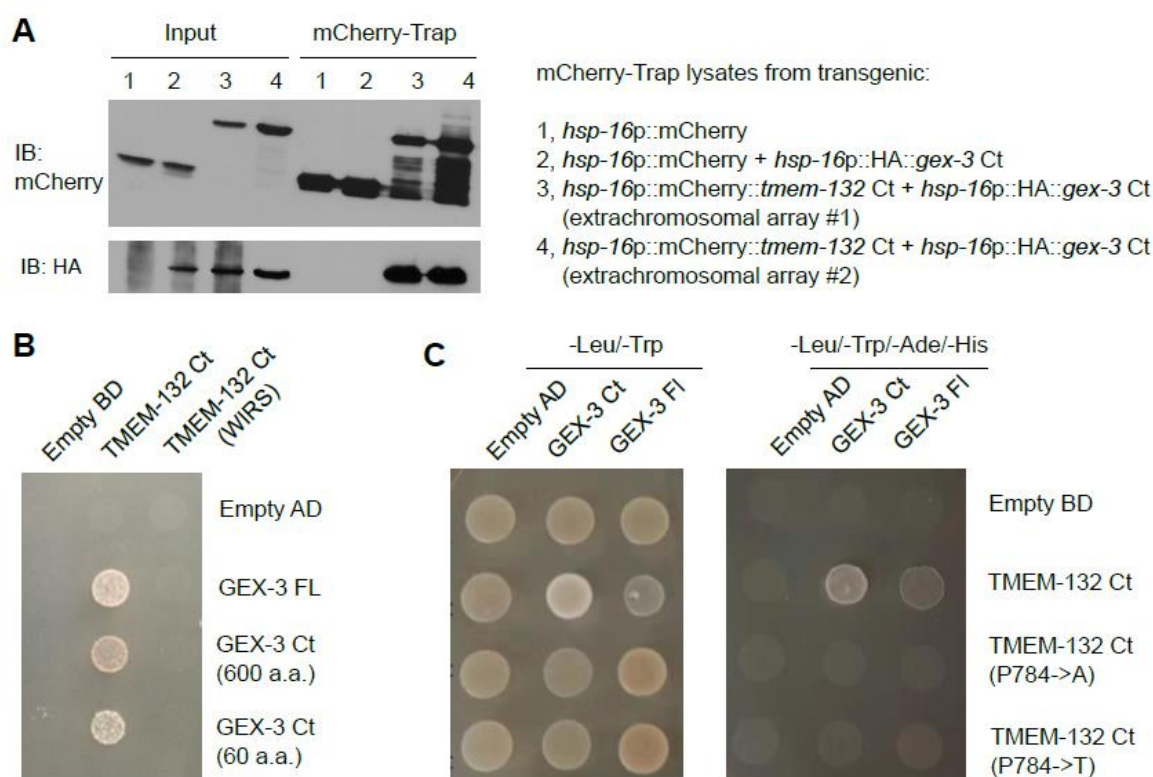 A
Input
mCherry-Trap
1 2 3 4 1 2 3 4
IB:
mCherry
IB: HA
mCherry-Trap lysates from transgenic:
1, hsp-16p::mCherry
2, hsp-16p::mCherry + hsp-16p::HA::gex-3 Ct
3, hsp-16p::mCherry::tmem-132 Ct + hsp-16p::HA::gex-3 Ct
(extrachromosomal array #1)
4, hsp-16p::mCherry::tmem-132 Ct + hsp-16p::HA::gex-3 Ct
(extrachromosomal array #2)
B
Empty BD
TMEM-132 Ct
TMEM-132 Ct
(WIRS)
Empty AD
GEX-3 FL
GEX-3 Ct
(600 a.a.)
GEX-3 Ct
(60 a.a.)
C
-Leu/-Trp
-Leu/-Trp/-Ade/-His
Empty AD
GEX-3 Ct
GEX-3 Fl
Empty AD
GEX-3 Ct
GEX-3 Fl
Empty BD
TMEM-132 Ct
TMEM-132 Ct
(P784->A)
TMEM-132 Ct
(P784->T)